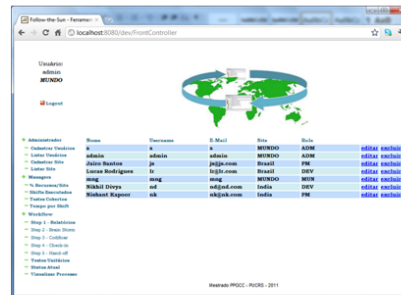 Follow-the-Sun - Ferramen
localhost:8080/dev/FrontController
Usuário:
admin
MUNDO
Logout
Administrador
Cadastrar Usuários
Listar Usuários
Cadastrar Site
Listar Site
Managers
% Recursos/Site
Shifts Executados
Testes Cobertos
Tempo por Shift
Workflow
Step 1 - Relatórios
Step 2 - Brain Storm
Step 3 - Codificar
Step 4 - Check-in
Step 5 - Hand-off
Testes Unitários
Status Atual
Visualizar Processo
Nome Username E-Mail Site Role
a a a MUNDO ADM editar excluir
admin admin admin MUNDO ADM editar excluir
Jairo Santos js js@js.com Brazil PM editar excluir
Lucas Rodrigues lr lr@lr.com Brazil DEV editar excluir
mng mng mng MUNDO MUN editar excluir
Nikhil Divya nd nd@nd.com India DEV editar excluir
Nishant Kapoor nk nk@nk.com India PM editar excluir
Mestrado PPGCC - PUCRS - 2011